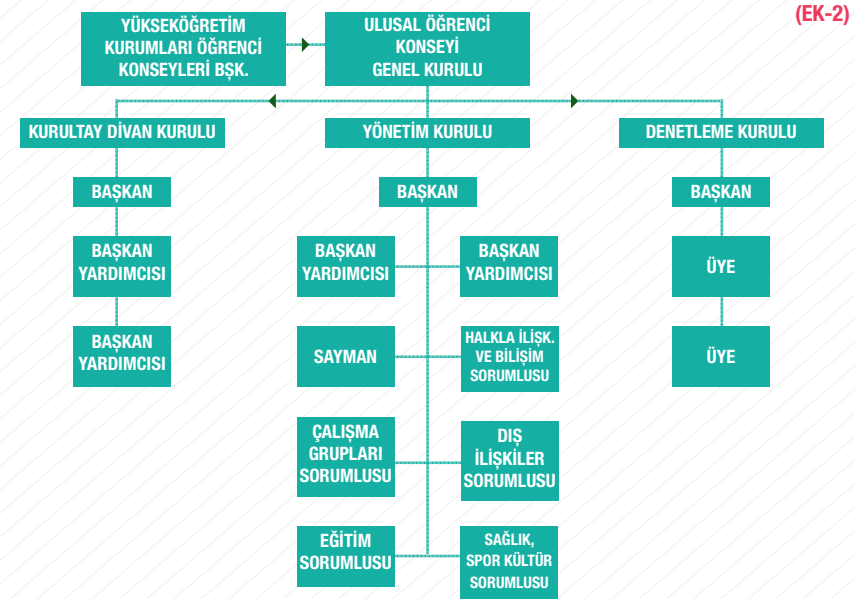 (EK-2)
YÜKSEKÖĞRETİM
KURUMLARI ÖĞRENCİ
KONSEYLERİ BŞK.
ULUSAL ÖĞRENCİ
KONSEYİ
GENEL KURULU
KURULTAY DİVAN KURULU
YÖNETİM KURULU
DENETLEME KURULU
BAŞKAN
BAŞKAN
BAŞKAN
BAŞKAN
YARDIMCISI
BAŞKAN
YARDIMCISI
BAŞKAN
YARDIMCISI
ÜYE
BAŞKAN
YARDIMCISI
SAYMAN
HALKLA İLİŞK.
VE BİLİŞİM
SORUMLUSU
ÜYE
ÇALIŞMA
GRUPLARI
SORUMLUSU
DIŞ
İLİŞKİLER
SORUMLUSU
EĞİTİM
SORUMLUSU
SAĞLIK,
SPOR KÜLTÜR
SORUMLUSU